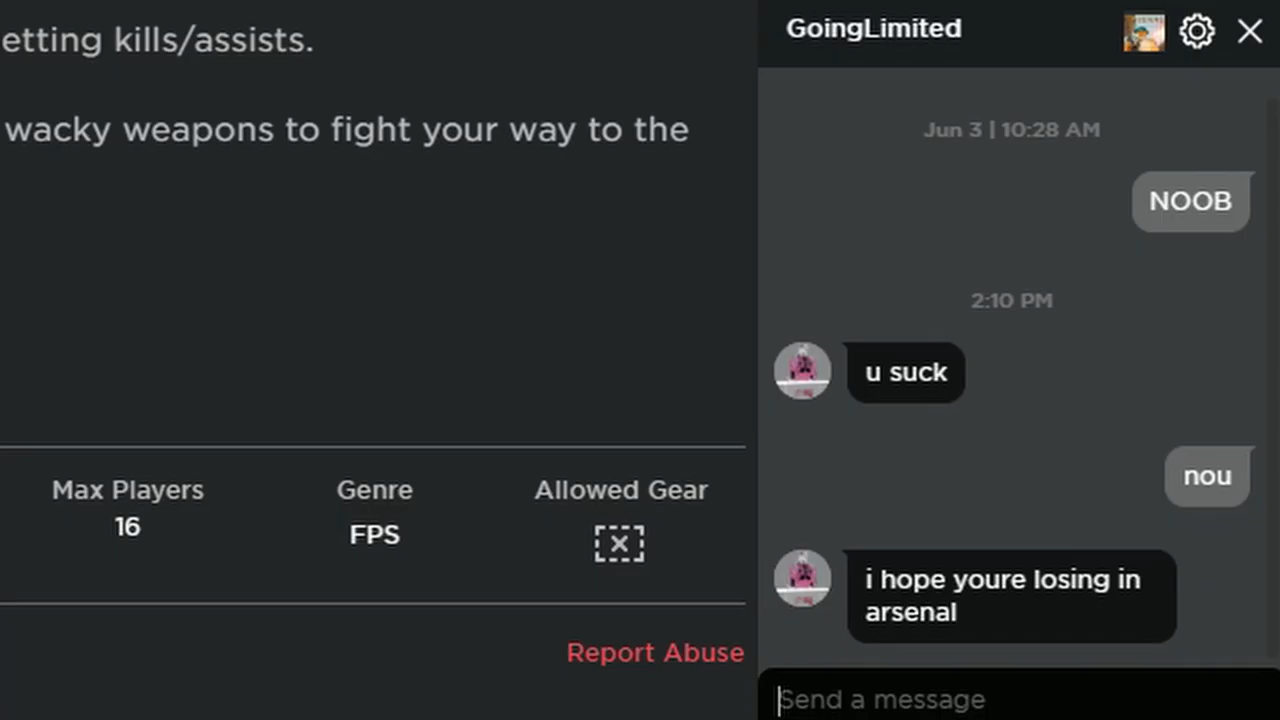 etting kills/assists.
wacky weapons to fight your way to the
Max Players
16
Genre
FPS
Allowed Gear
Report Abuse
GoingLimited
Jun 3 | 10:28 AM
NOOB
2:10 PM
u suck
nou
i hope youre losing in
arsenal
Send a message